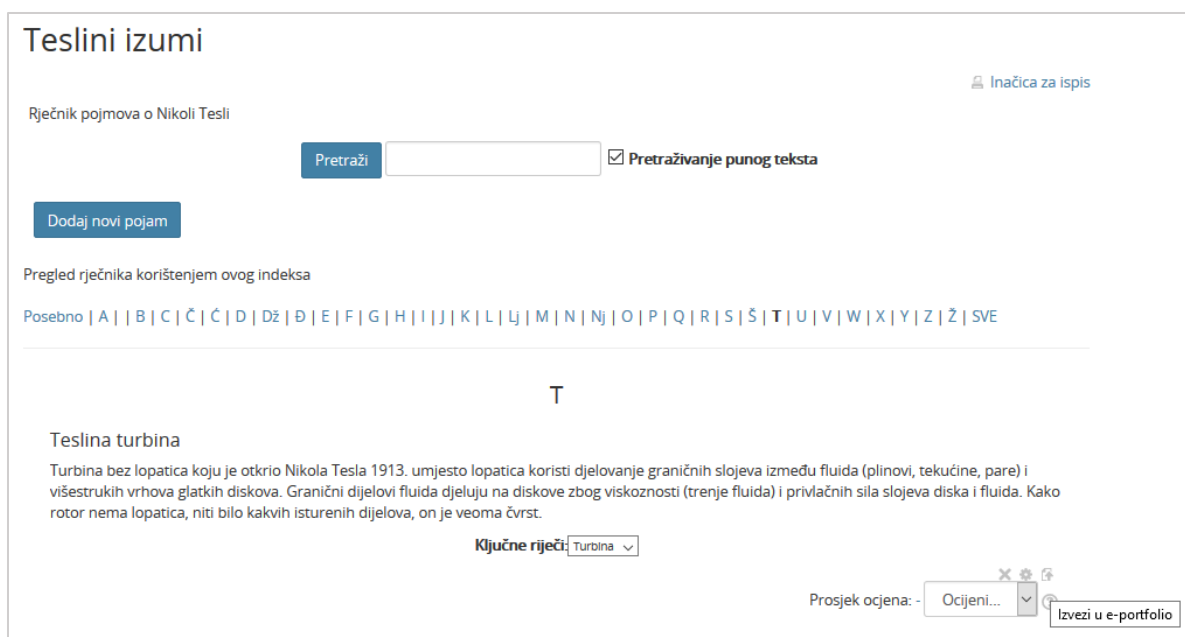 Teslini izumi
Inačica za ispis
Rječnik pojmova o Nikoli Tesli
Pretraži Pretraživanje punog teksta
Dodaj novi pojam
Pregled rječnika korištenjem ovog indeksa
Posebno | A | | B | C | Č | Ć | D | Dž | Đ | E | F | G | H | I | J | K | L | Lj | M | N | Nj | O | P | Q | R | S | Š | T | U | V | W | X | Y | Z | Ž | SVE
T
Teslina turbina
Turbina bez lopatica koju je otkrio Nikola Tesla 1913. umjesto lopatica koristi djelovanje graničnih slojeva između fluida (plinovi, tekućine, pare) i
višestrukih vrhova glatkih diskova. Granični dijelovi fluida djeluju na diskove zbog viskoznosti (trenje fluida) i privlačnih sila slojeva diska i fluida. Kako
rotor nema lopatica, niti bilo kakvih isturenih dijelova, on je veoma čvrst.
Ključne riječi: Turbina
Prosjek ocjena: - Ocijeni...
Izvezi u e-portfolio